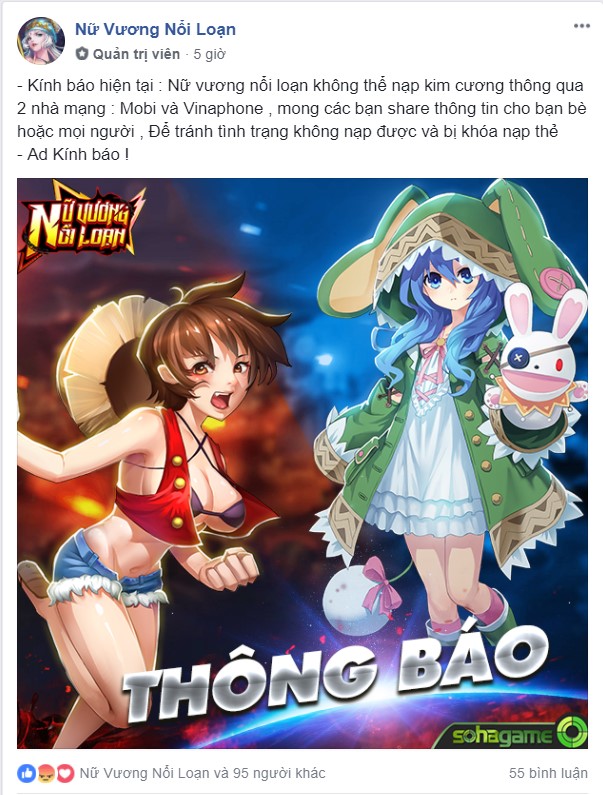 Nữ Vương Nổi Loạn
Quản trị viên · 5 giờ
- Kính báo hiện tại : Nữ vương nổi loạn không thể nạp kim cương thông qua
2 nhà mạng : Mobi và Vinaphone , mong các bạn share thông tin cho bạn bè
hoặc mọi người , Để tránh tình trạng không nạp được và bị khóa nạp thẻ
- Ad Kính báo !
NỮ VƯƠNG
NỔI LOẠN
THÔNG BÁO
sohagame
Nữ Vương Nổi Loạn và 95 người khác
55 bình luận